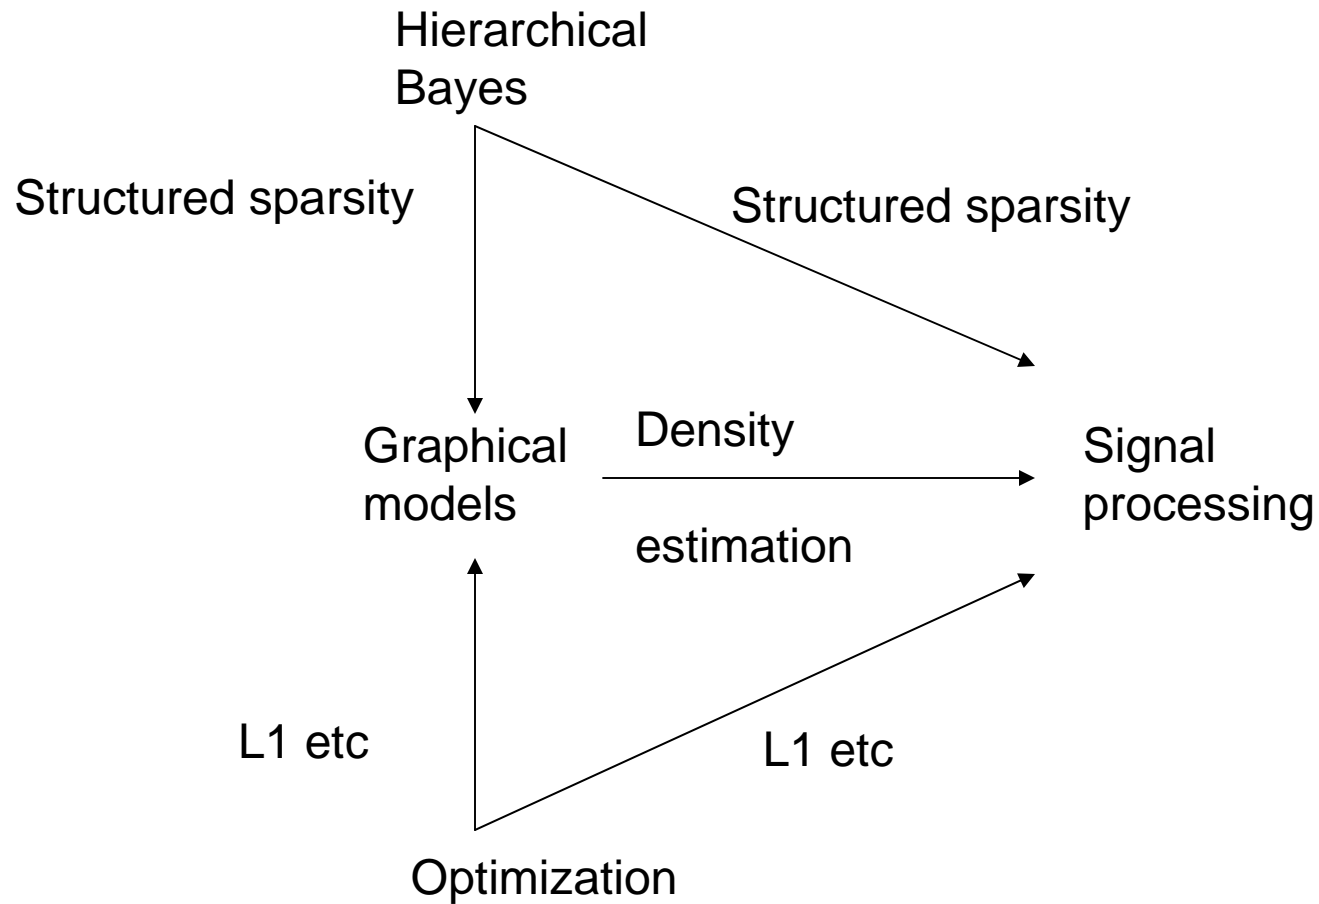 Hierarchical
Bayes
Structured sparsity
Structured sparsity
Graphical
models
Density
estimation
Signal
processing
L1 etc
L1 etc
Optimization